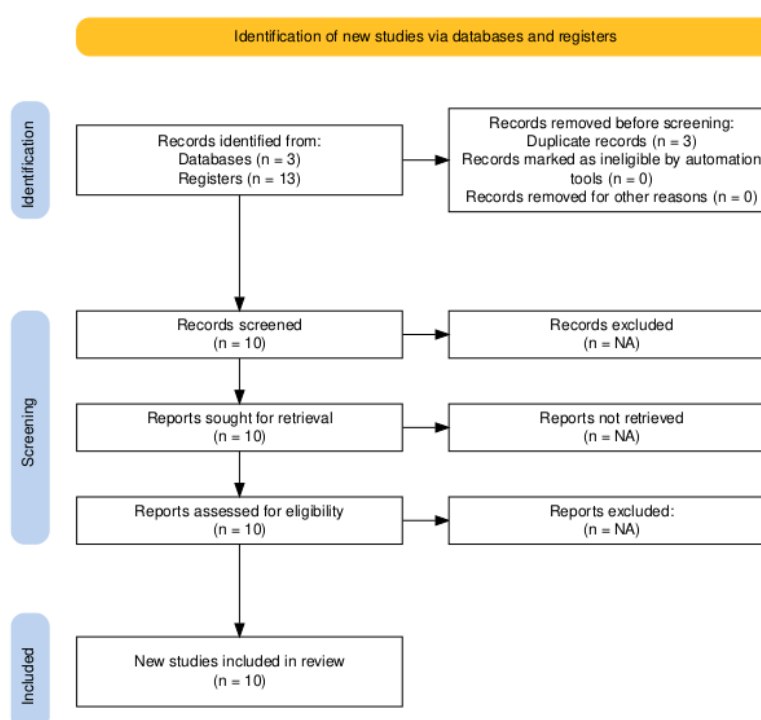 Identification of new studies via databases and registers
Identification
Records identified from:
Databases (n = 3)
Registers (n = 13)
Records removed before screening:
Duplicate records (n = 3)
Records marked as ineligible by automation
tools (n = 0)
Records removed for other reasons (n = 0)
Screening
Records screened
(n = 10)
Records excluded
(n = NA)
Reports sought for retrieval
(n = 10)
Reports not retrieved
(n = NA)
Reports assessed for eligibility
(n = 10)
Reports excluded:
(n = NA)
Included
New studies included in review
(n = 10)